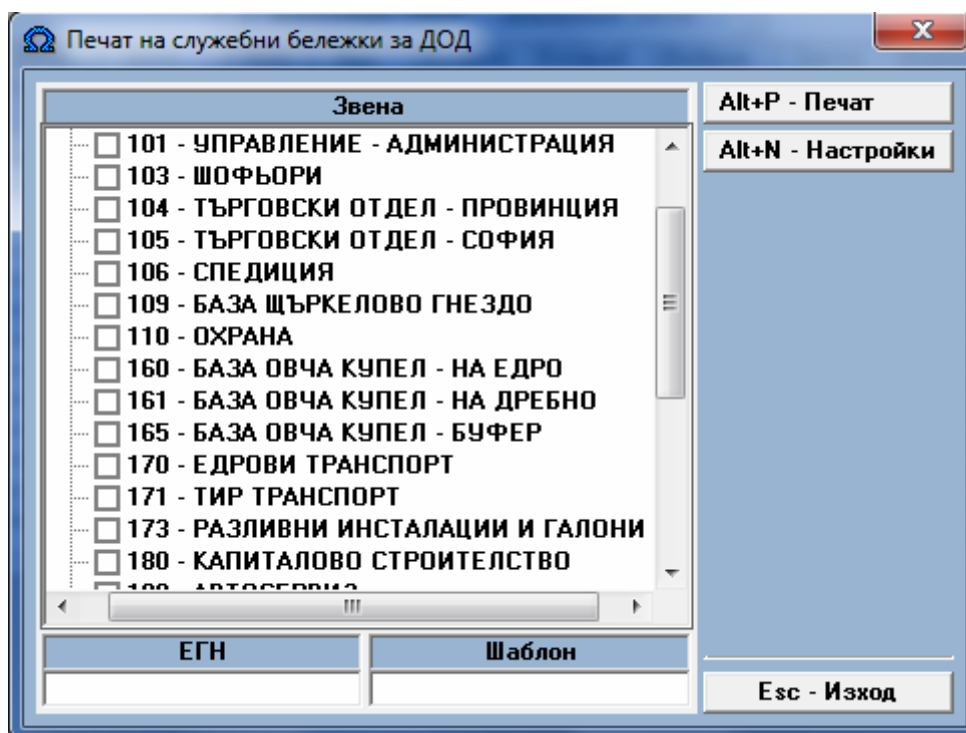 Печат на служебни бележки за ДОД
Звена
101 - УПРАВЛЕНИЕ - АДМИНИСТРАЦИЯ
103 - ШОФЬОРИ
104 - ТЪРГОВСКИ ОТДЕЛ - ПРОВИНЦИЯ
105 - ТЪРГОВСКИ ОТДЕЛ - СОФИЯ
106 - СПЕДИЦИЯ
109 - БАЗА ЩЪРКЕЛОВО ГНЕЗДО
110 - ОХРАНА
160 - БАЗА ОВЧА КУПЕЛ - НА ЕДРО
161 - БАЗА ОВЧА КУПЕЛ - НА ДРЕБНО
165 - БАЗА ОВЧА КУПЕЛ - БУФЕР
170 - ЕДРОВИ ТРАНСПОРТ
171 - ТИР ТРАНСПОРТ
173 - РАЗЛИВНИ ИНСТАЛАЦИИ И ГАЛОНИ
180 - КАПИТАЛОВО СТРОИТЕЛСТВО
ЕГН
Шаблон
Alt+P - Печат
Alt+N - Настройки
Esc - Изход